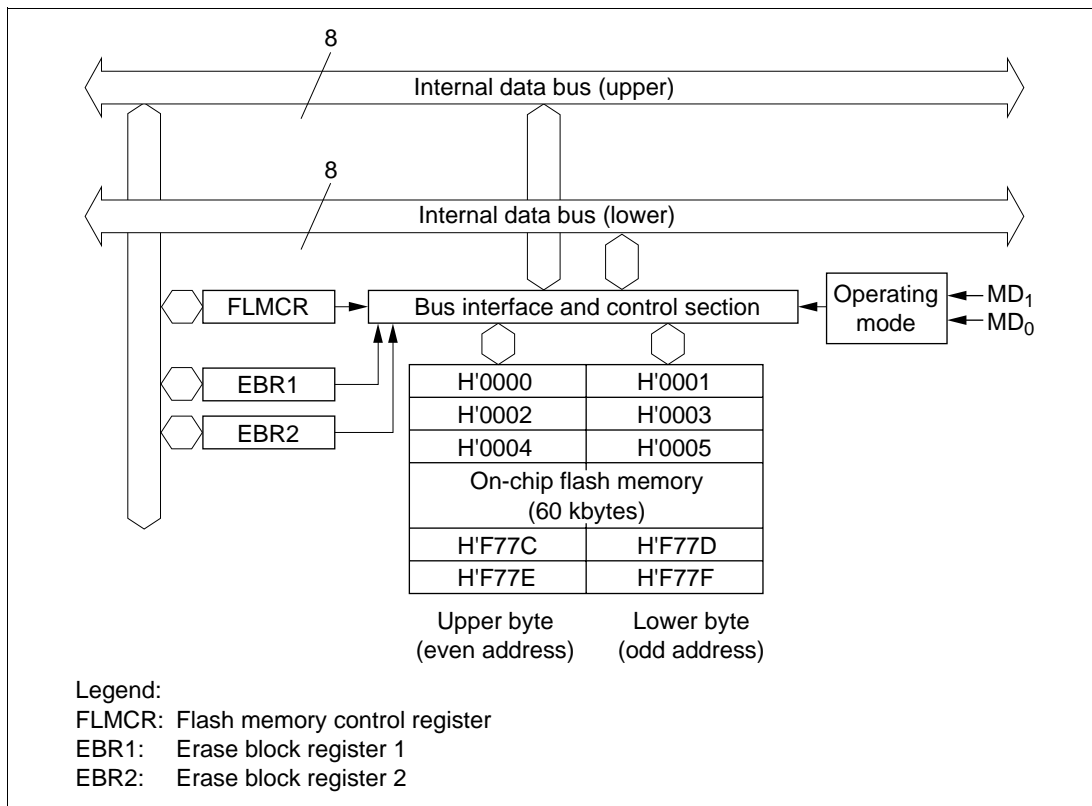 8
Internal data bus (upper)
8
Internal data bus (lower)
FLMCR
Bus interface and control section
Operating
mode
MD1
MD0
EBR1
EBR2
H'0000
H'0001
H'0002
H'0003
H'0004
H'0005
On-chip flash memory
(60 kbytes)
H'F77C
H'F77D
H'F77E
H'F77F
Upper byte
(even address)
Lower byte
(odd address)
Legend:
FLMCR: Flash memory control register
EBR1: Erase block register 1
EBR2: Erase block register 2